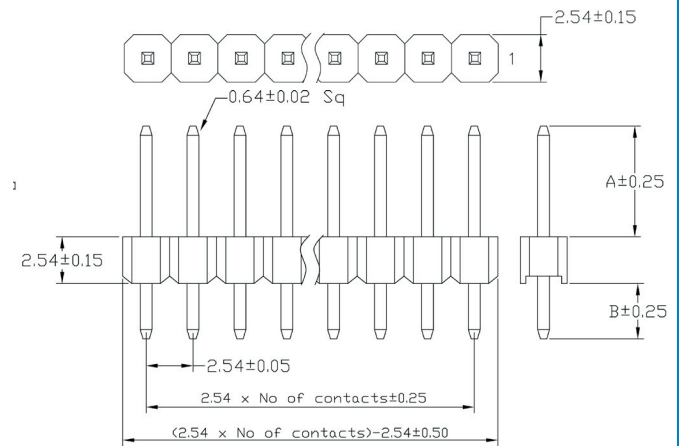 2.54±0.15
1
0.64±0.02 Sq
A±0.25
2.54±0.15
B±0.25
2.54±0.05
2.54 x No of contacts±0.25
(2.54 x No of contacts)-2.54±0.50